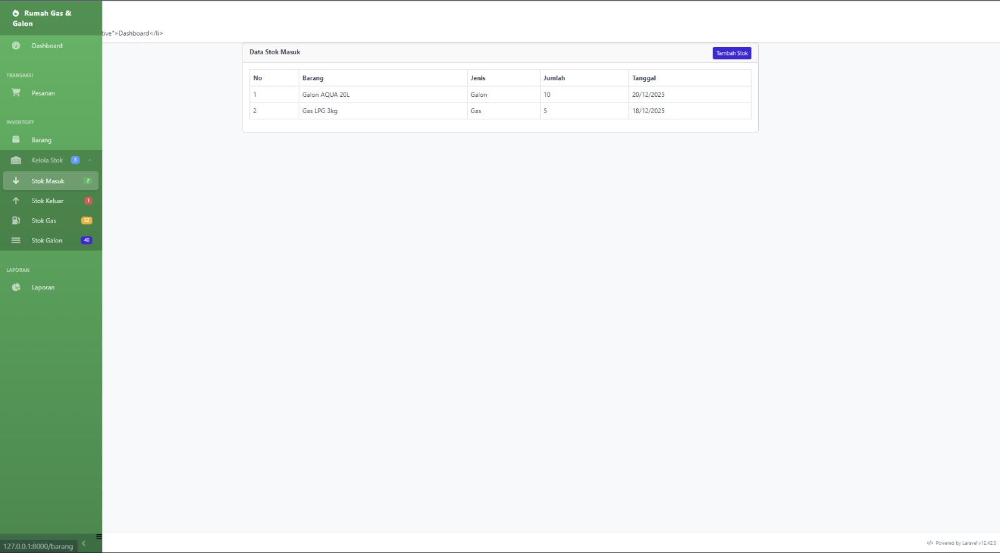 Rumah Gas &
Galon
Dashboard
TRANSAKSI
Pesanan
INVENTORY
Barang
Kelola Stok 3
Stok Masuk 2
Stok Keluar 1
Stok Gas 52
Stok Galon 40
LAPORAN
Laporan
127.0.0.1:8000/barang
tive">Dashboard</li>
Data Stok Masuk Tambah Stok
No Barang Jenis Jumlah Tanggal
1 Galon AQUA 20L Galon 10 20/12/2025
2 Gas LPG 3kg Gas 5 18/12/2025
</> Powered by Laravel v12.42.0